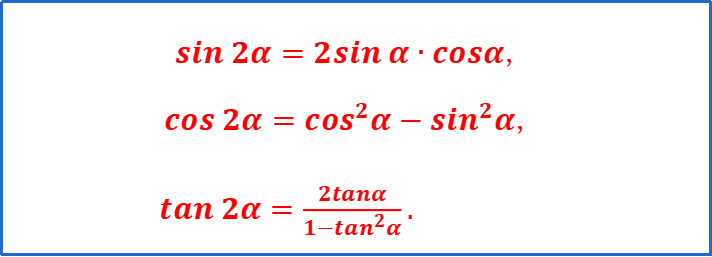 sin 2α = 2sin α · cosα,
cos 2α = cos²α − sin²α,
tan 2α = 2tanα / 1−tan²α .